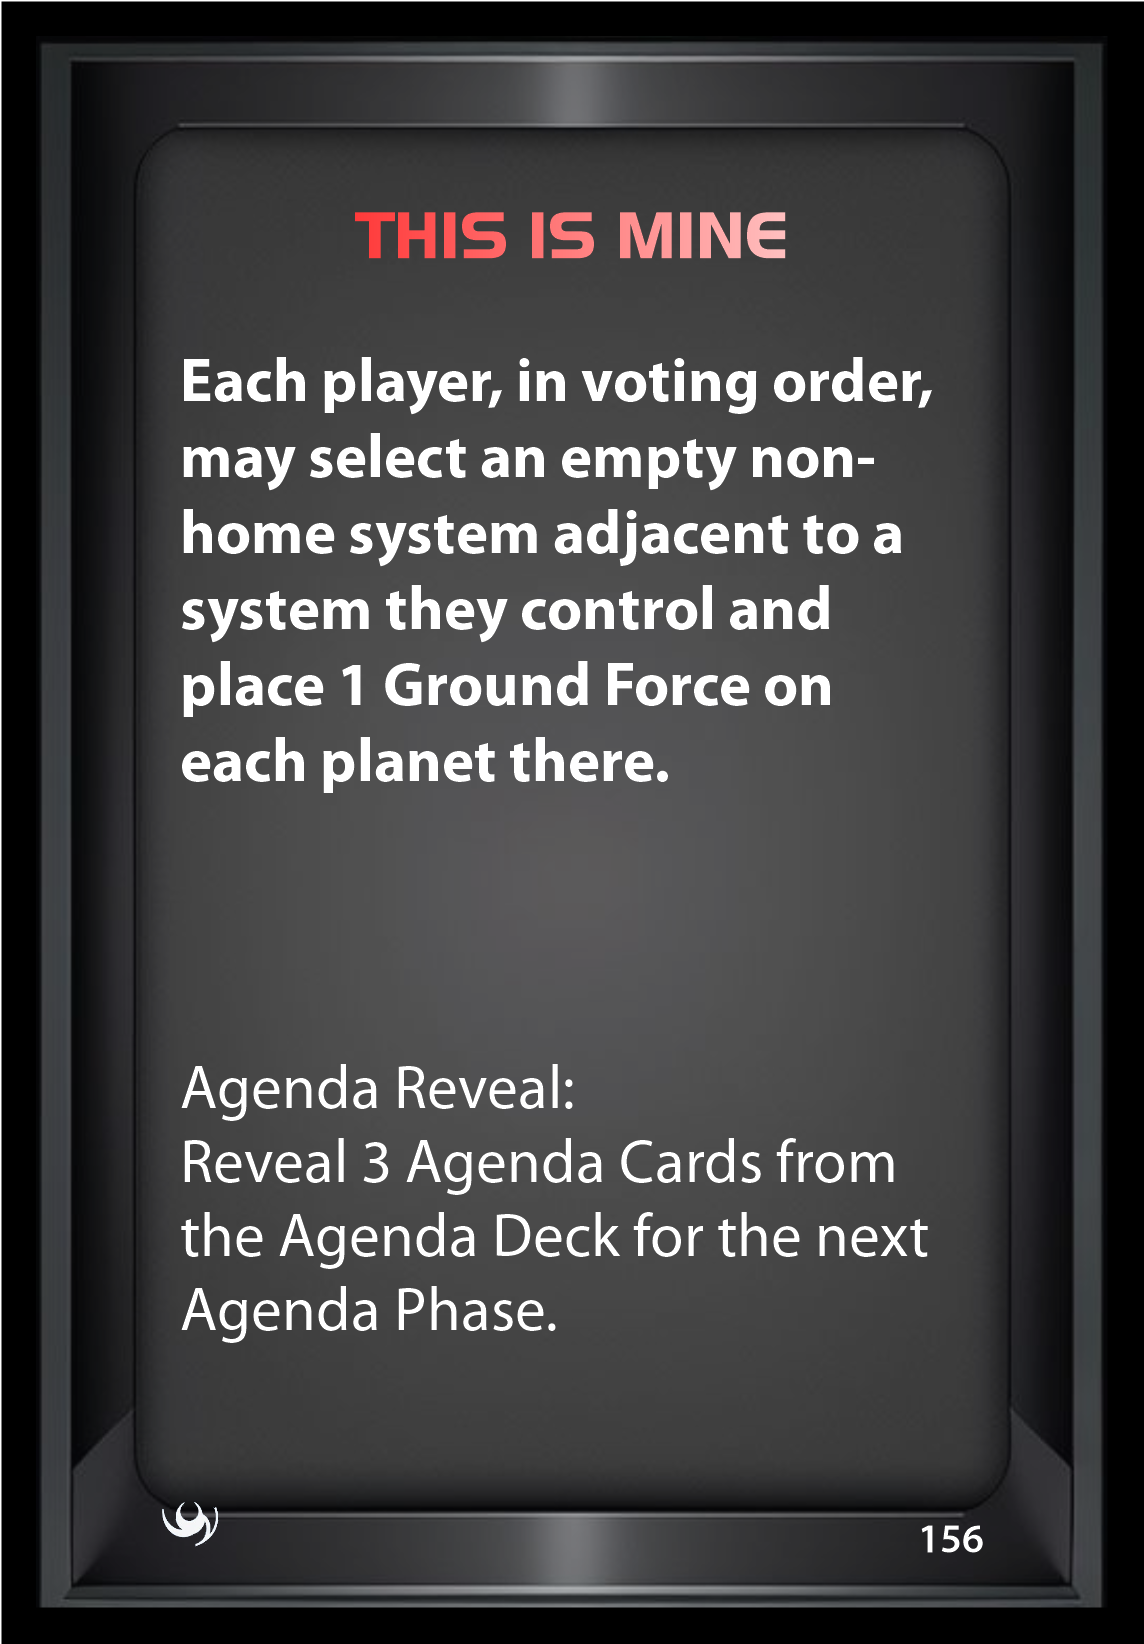 THIS IS MINE
Each player, in voting order,
may select an empty non-
home system adjacent to a
system they control and
place 1 Ground Force on
each planet there.
Agenda Reveal:
Reveal 3 Agenda Cards from
the Agenda Deck for the next
Agenda Phase.
156